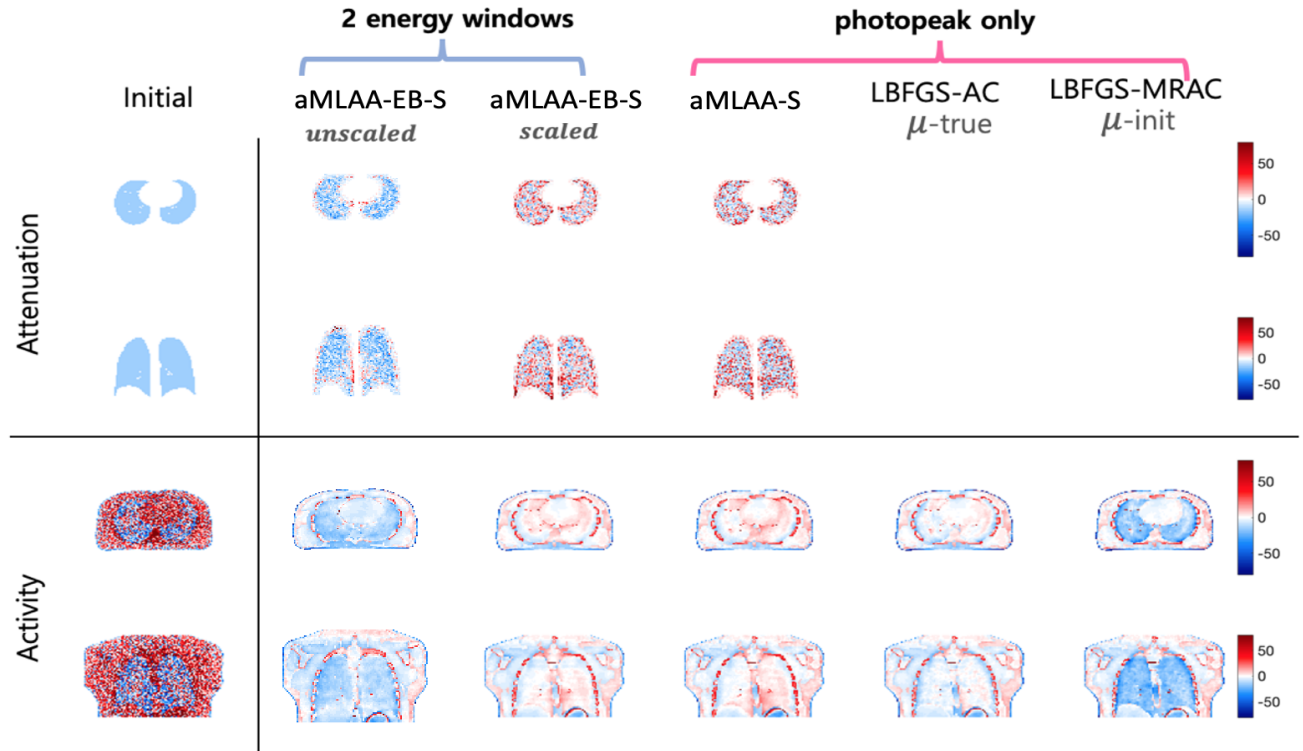 2 energy windows
photopeak only
Initial
aMLAA-EB-S
unscaled
aMLAA-EB-S
scaled
aMLAA-S
LBFGS-AC
μ-true
LBFGS-MRAC
μ-init
Attenuation
50
0
-50
50
0
-50
Activity
50
0
-50
50
0
-50